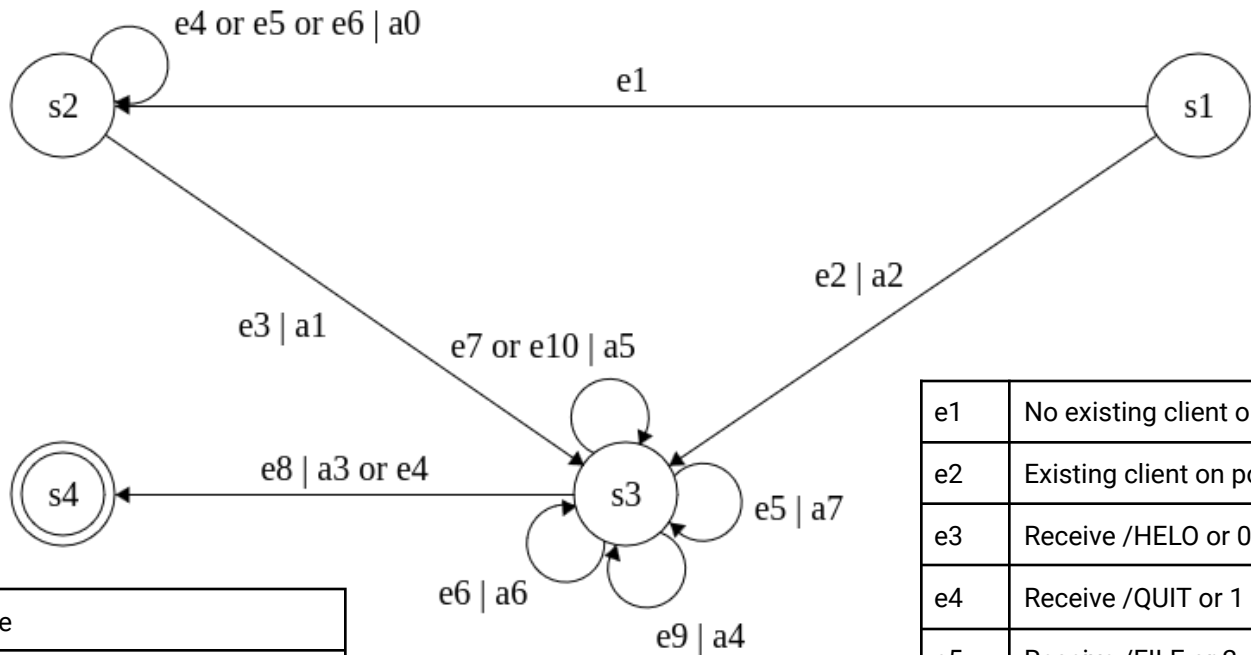 e4 or e5 or e6 | a0
s2
e1
s1
e2 | a2
e3 | a1
e7 or e10 | a5
s4
e8 | a3 or e4
s3
e5 | a7
e6 | a6
e9 | a4
e1 No existing client
e2 Existing client on
e3 Receive /HELO or 0
e4 Receive /QUIT or 1